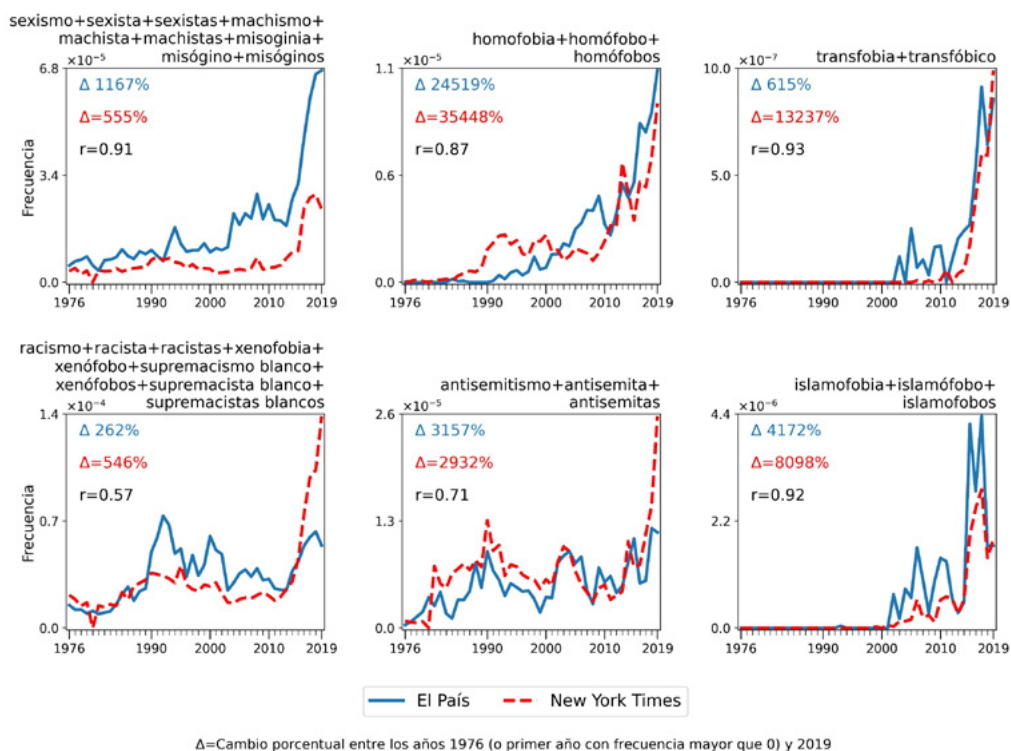 sexismo+sexista+sexistas+machismo+
machista+machistas+misoginia+
misógino+misóginos
×10⁻⁵
6.8
3.4
0.0
Frecuencia
Δ 1167%
Δ=555%
r=0.91
1976
1990
2000
2010
2019
homofobia+homófobo+
homófobos
×10⁻⁵
1.1
0.6
0.0
Δ 24519%
Δ=35448%
r=0.87
1976
1990
2000
2010
2019
transfobia+transfóbico
×10⁻⁷
10.0
5.0
0.0
Δ 615%
Δ=13237%
r=0.93
1976
1990
2000
2010
2019
racismo+racista+racistas+xenofobia+
xenófobo+supremacismo blanco+
xenófobos+supremacista blanco+
supremacistas blancos
×10⁻⁴
1.4
0.7
0.0
Frecuencia
Δ 262%
Δ=546%
r=0.57
1976
1990
2000
2010
2019
antisemitismo+antisemita+
antisemitas
×10⁻⁵
2.6
1.3
0.0
Δ 3157%
Δ=2932%
r=0.71
1976
1990
2000
2010
2019
islamofobia+islamófobo+
islamofobos
×10⁻⁶
4.4
2.2
0.0
Δ 4172%
Δ=8098%
r=0.92
1976
1990
2000
2010
2019
El País
New York Times
Δ=Cambio porcentual entre los años 1976 (o primer año con frecuencia mayor que 0) y 2019